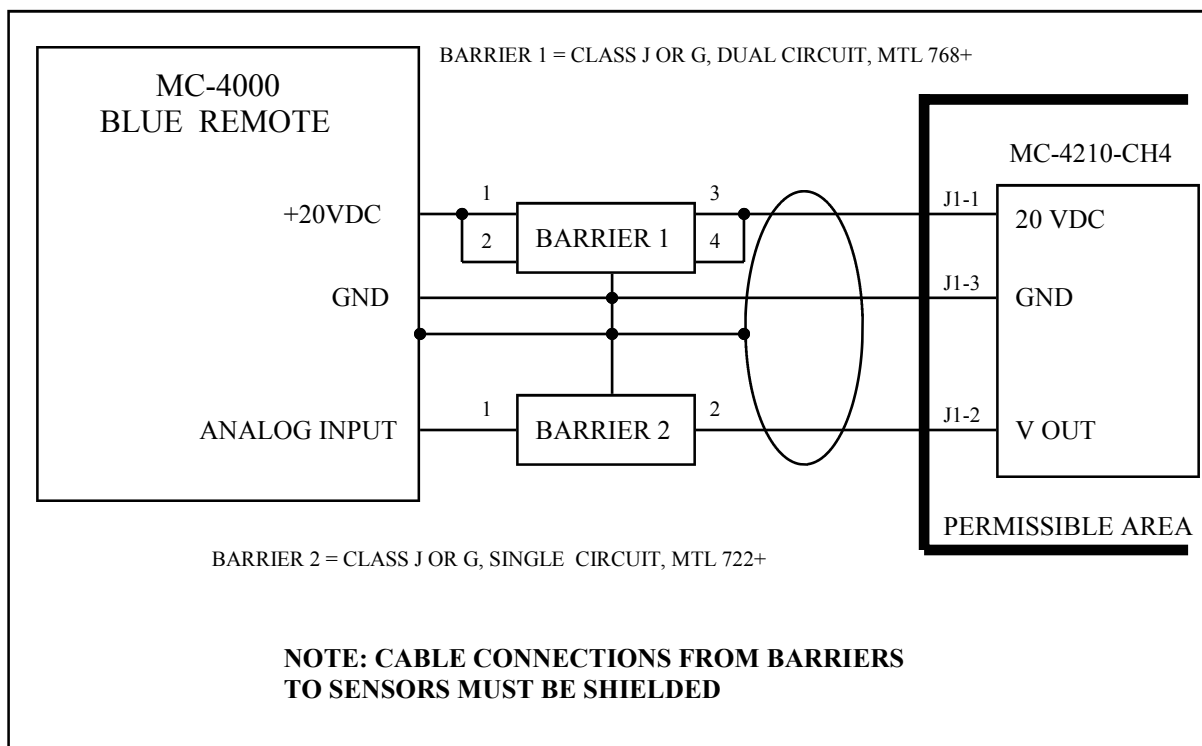 BARRIER 1 = CLASS J OR G, DUAL CIRCUIT, MTL 768+
MC-4000
BLUE REMOTE
MC-4210-CH4
+20VDC
1
2
BARRIER 1
3
4
J1-1
20 VDC
GND
J1-3
GND
ANALOG INPUT
1
BARRIER 2
2
J1-2
V OUT
PERMISSIBLE AREA
BARRIER 2 = CLASS J OR G, SINGLE CIRCUIT, MTL 722+
NOTE: CABLE CONNECTIONS FROM BARRIERS
TO SENSORS MUST BE SHIELDED